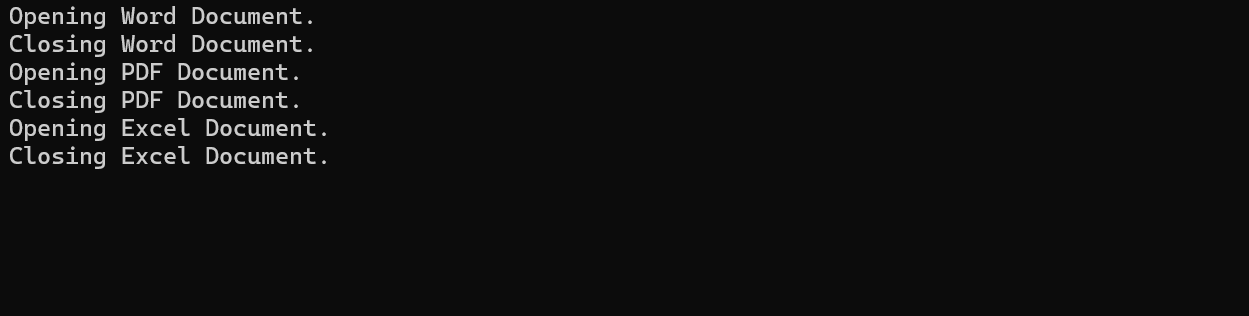 Opening Word Document.
Closing Word Document.
Opening PDF Document.
Closing PDF Document.
Opening Excel Document.
Closing Excel Document.